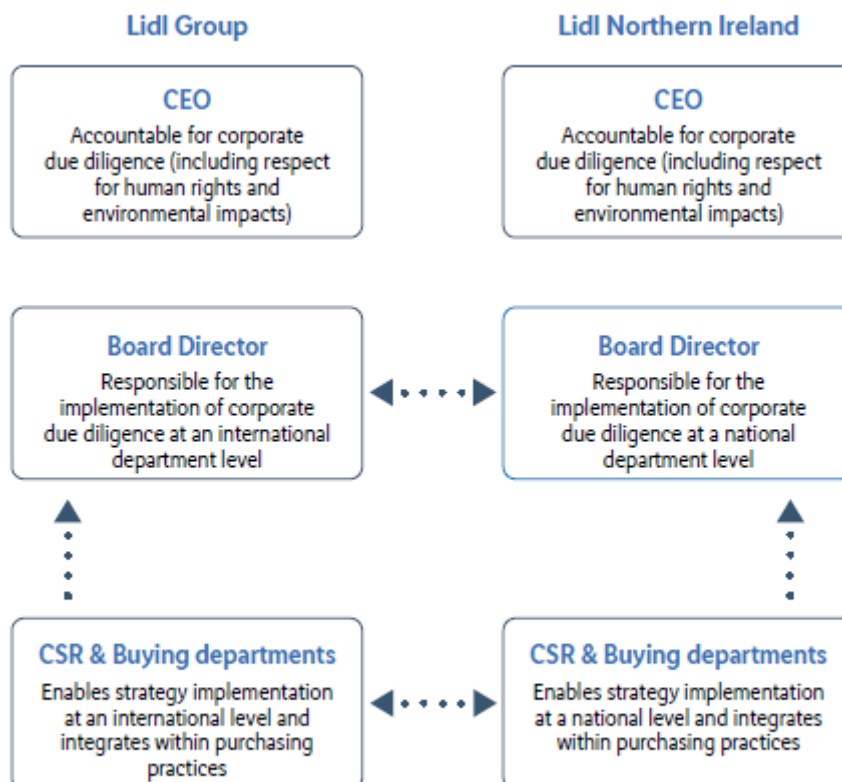 Lidl Group
CEO
Accountable for corporate
due diligence (including respect
for human rights and
environmental impacts)
Board Director
Responsible for the
implementation of corporate
due diligence at an international
department level
CSR & Buying departments
Enables strategy implementation
at an international level and
integrates within purchasing
practices
Lidl Northern Ireland
CEO
Accountable for corporate
due diligence (including respect
for human rights and
environmental impacts)
Board Director
Responsible for the
implementation of corporate
due diligence at a national
department level
CSR & Buying departments
Enables strategy implementation
at a national level and integrates
within purchasing practices